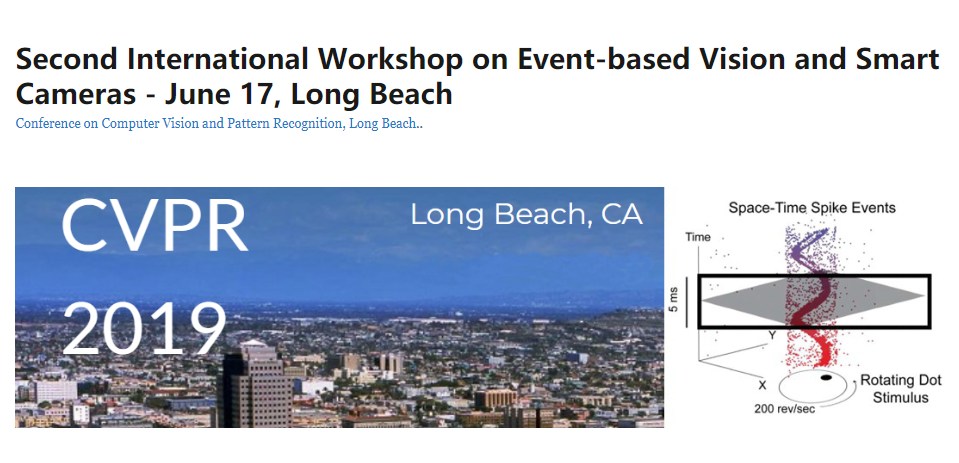 Second International Workshop on Event-based Vision and Smart
Cameras - June 17, Long Beach
Conference on Computer Vision and Pattern Recognition, Long Beach..
CVPR
2019
Long Beach, CA
Space-Time Spike Events
Time
5 ms
Y
X
Rotating Dot
Stimulus
200 rev/sec